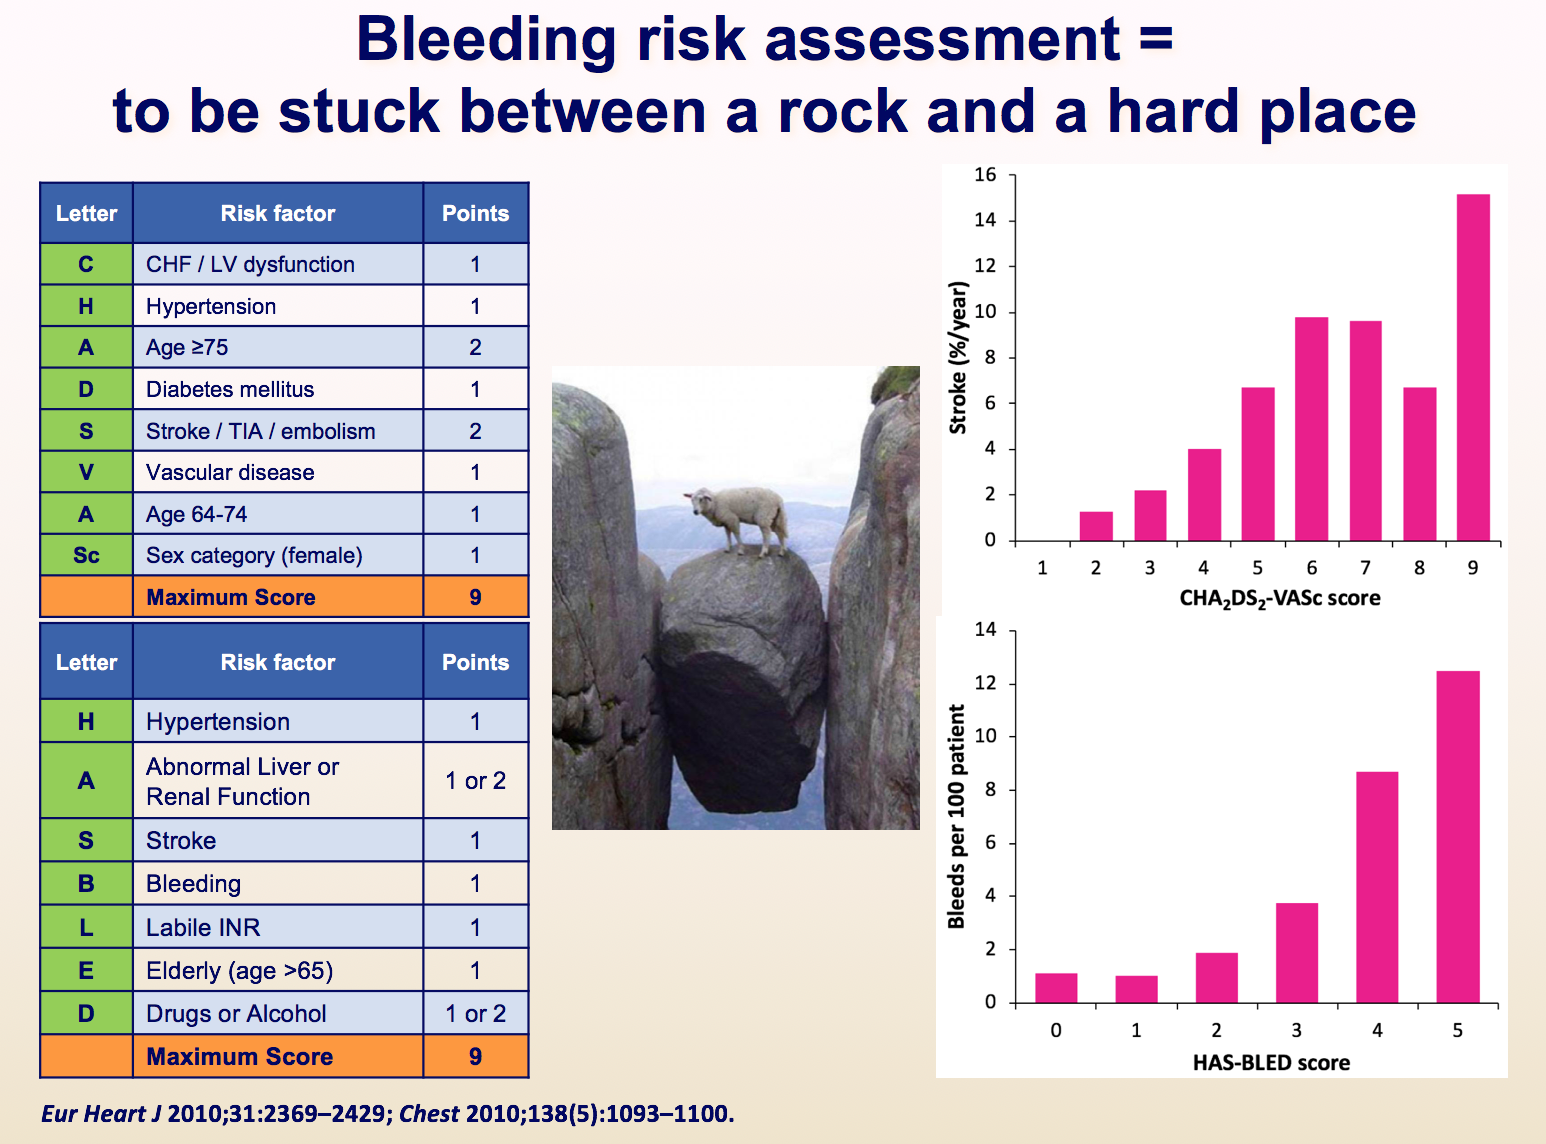 Bleeding risk assessment =
to be stuck between a rock and a hard place
Letter Risk factor Points
C CHF / LV dysfunction 1
H Hypertension 1
A Age ≥75 2
D Diabetes mellitus 1
S Stroke / TIA / embolism 2
V Vascular disease 1
A Age 64-74 1
Sc Sex category (female) 1
Maximum Score 9
Letter Risk factor Points
H Hypertension 1
A Abnormal Liver or
Renal Function 1 or 2
S Stroke 1
B Bleeding 1
L Labile INR 1
E Elderly (age >65) 1
D Drugs or Alcohol 1 or 2
Maximum Score 9
Stroke (%/year)
16
14
12
10
8
6
4
2
0
1 2 3 4 5 6 7 8 9
CHA₂DS₂-VASc score
Bleeds per 100 patient
14
12
10
8
6
4
2
0
0 1 2 3 4 5
HAS-BLED score
Eur Heart J 2010;31:2369–2429; Chest 2010;138(5):1093–1100.